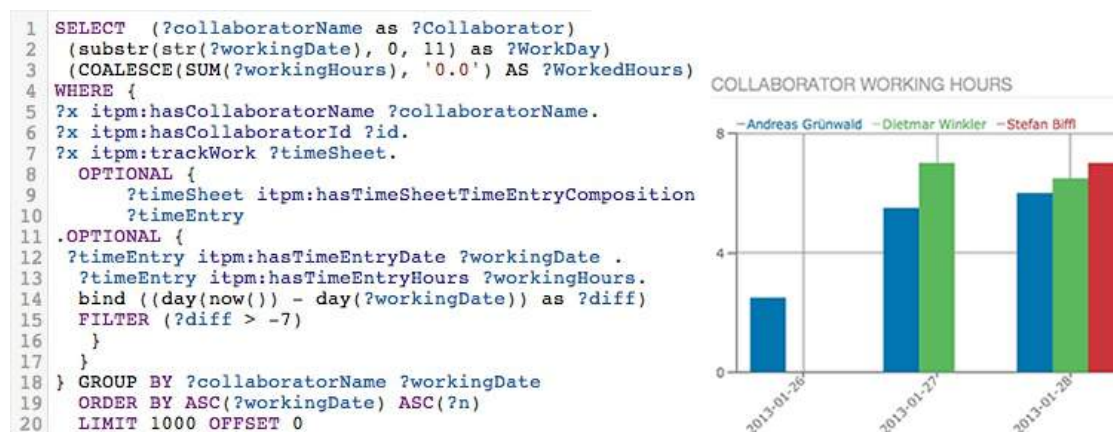 1 SELECT (?collaboratorName as ?Collaborator)
2 (substr(str(?workingDate), 0, 11) as ?WorkDay)
3 (COALESCE(SUM(?workingHours), '0.0') AS ?WorkedHours)
4 WHERE {
5 ?x itpm:hasCollaboratorName ?collaboratorName.
6 ?x itpm:hasCollaboratorId ?id.
7 ?x itpm:trackWork ?timeSheet.
8 OPTIONAL {
9 ?timeSheet itpm:hasTimeSheetTimeEntryComposition
10 ?timeEntry
11 .OPTIONAL {
12 ?timeEntry itpm:hasTimeEntryDate ?workingDate .
13 ?timeEntry itpm:hasTimeEntryHours ?workingHours.
14 bind ((day(now()) - day(?workingDate)) as ?diff)
15 FILTER (?diff > -7)
16 }
17 }
18 } GROUP BY ?collaboratorName ?workingDate
19 ORDER BY ASC(?workingDate) ASC(?n)
20 LIMIT 1000 OFFSET 0
COLLABORATOR WORKING HOURS
Andreas Grünwald Dietmar Winkler Stefan Biffl
8
4
0
2013-01-26 2013-01-27 2013-01-28